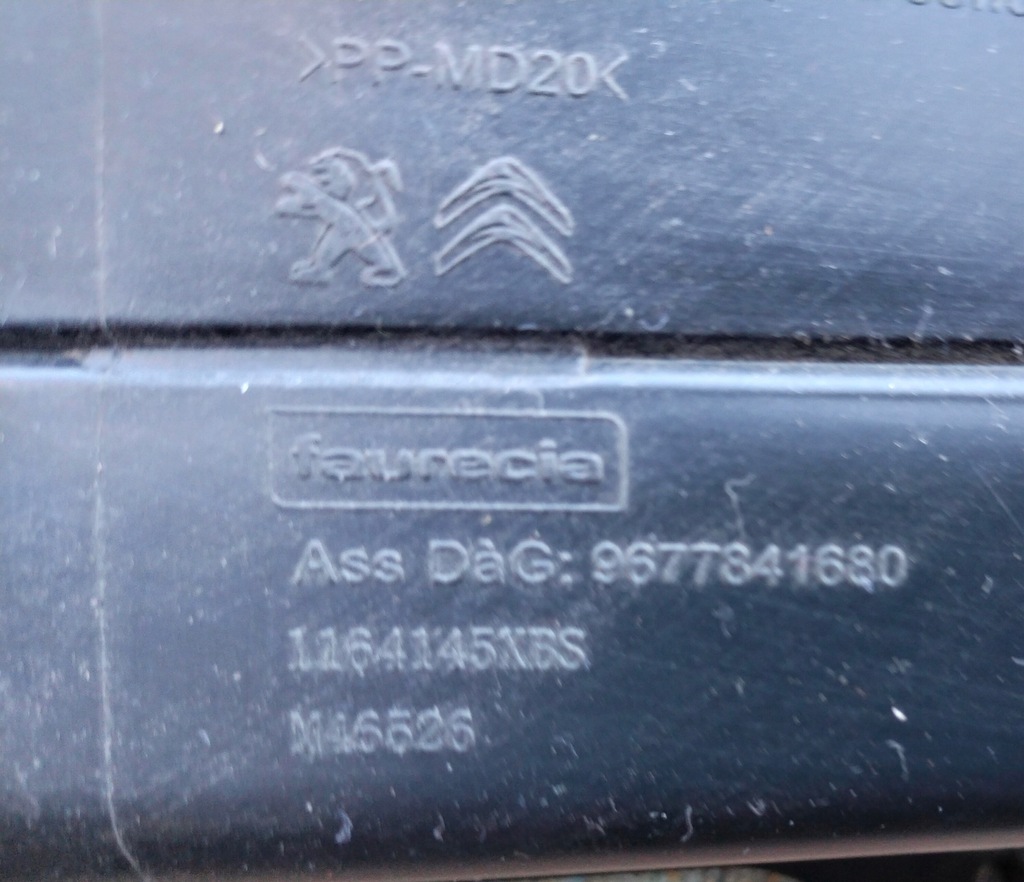 >PP-MD20<
faurecia
Ass DàG: 9677841680
1164145XBS
M46526